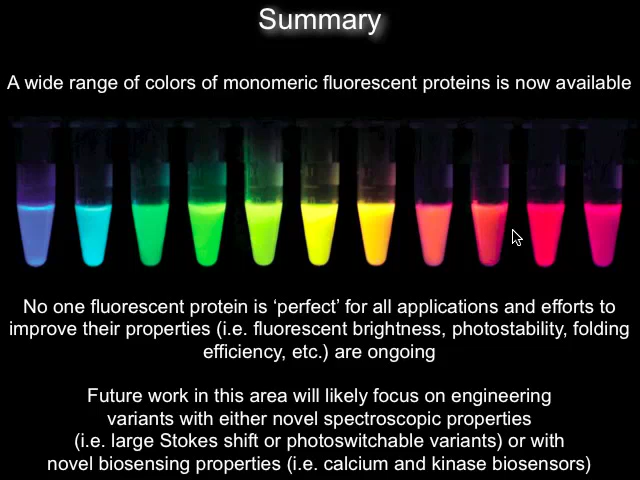 Summary
A wide range of colors of monomeric fluorescent proteins is now available
No one fluorescent protein is ‘perfect’ for all applications and efforts to
improve their properties (i.e. fluorescent brightness, photostability, folding
efficiency, etc.) are ongoing
Future work in this area will likely focus on engineering
variants with either novel spectroscopic properties
(i.e. large Stokes shift or photoswitchable variants) or with
novel biosensing properties (i.e. calcium and kinase biosensors)